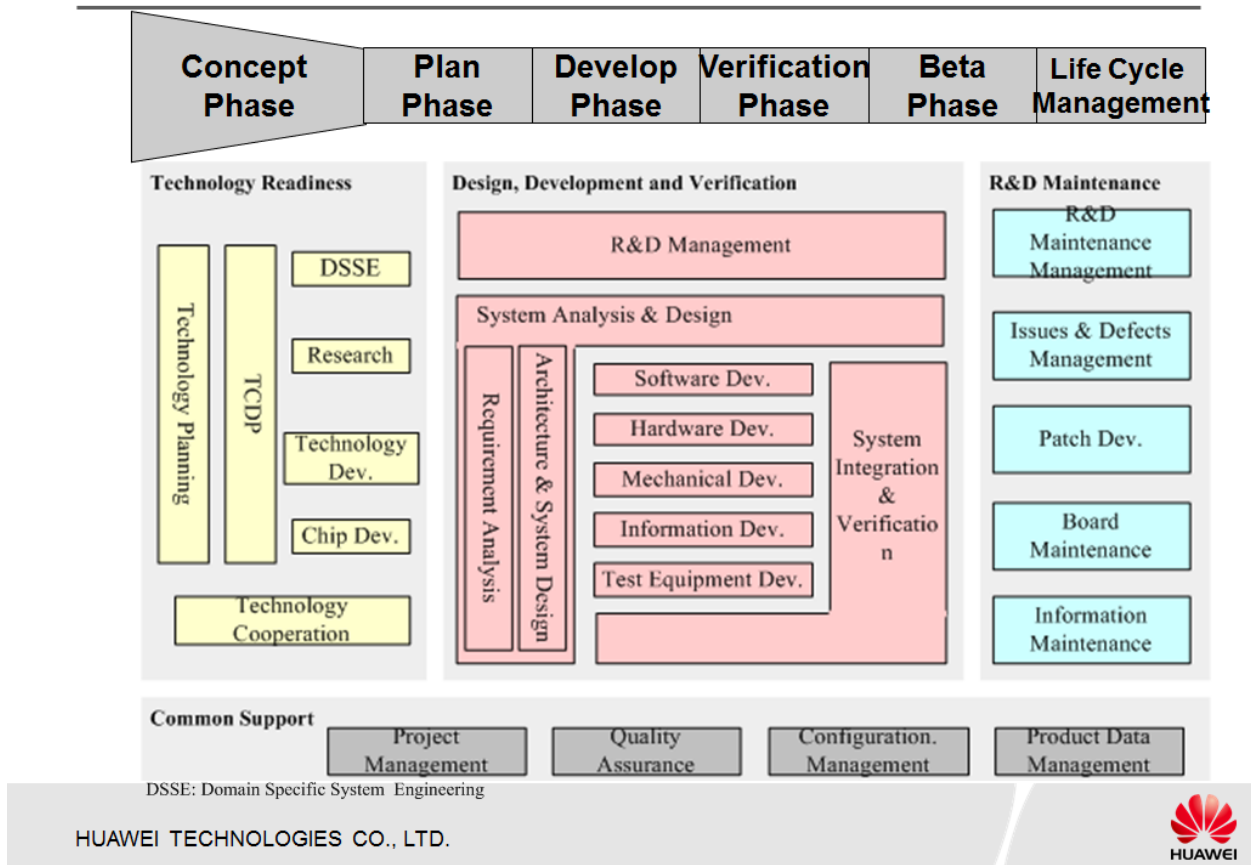 Concept
Phase
Plan
Phase
Develop
Phase
Verification
Phase
Beta
Phase
Life Cycle
Management
Technology Readiness
Technology Planning
TCDP
DSSE
Research
Technology
Dev.
Chip Dev.
Technology
Cooperation
Design, Development and Verification
R&D Management
System Analysis & Design
Requirement Analysis
Architecture & System Design
Software Dev.
Hardware Dev.
Mechanical Dev.
Information Dev.
Test Equipment Dev.
System
Integration
&
Verificatio
n
R&D Maintenance
R&D
Maintenance
Management
Issues & Defects
Management
Patch Dev.
Board
Maintenance
Information
Maintenance
Common Support
Project
Management
Quality
Assurance
Configuration.
Management
Product Data
Management
DSSE: Domain Specific System Engineering
HUAWEI TECHNOLOGIES CO., LTD.
HUAWEI